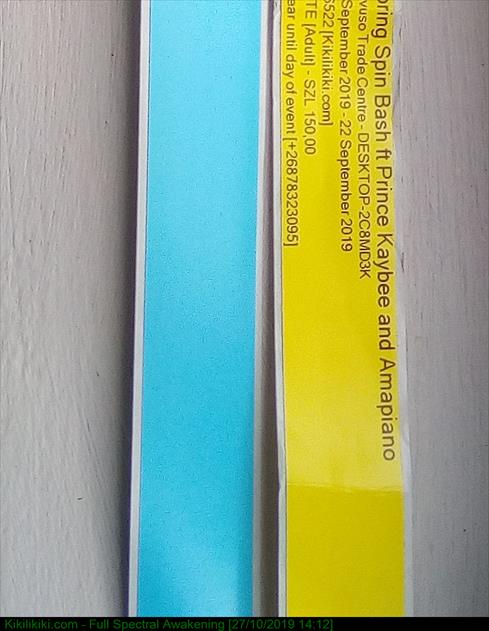 oring Spin Bash ft Prince Kaybee and Amapiano
vuso Trade Centre - DESKTOP-2C8MD3K
September 2019 - 22 September 2019
6522 [Kikilikiki.com]
TE [Adult] - SZL 150,00
ear until day of event [+26878323095]
Kikilikiki.com - Full Spectral Awakening [27/10/2019 14:12]